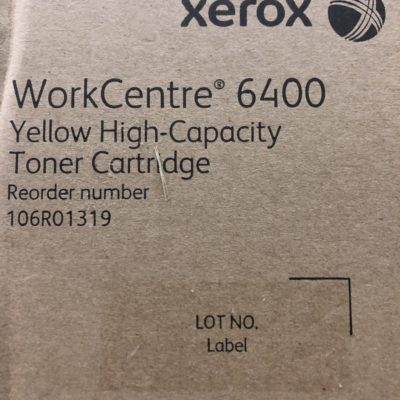 xerox
WorkCentre® 6400
Yellow High-Capacity
Toner Cartridge
Reorder number
106R01319
LOT NO.
Label